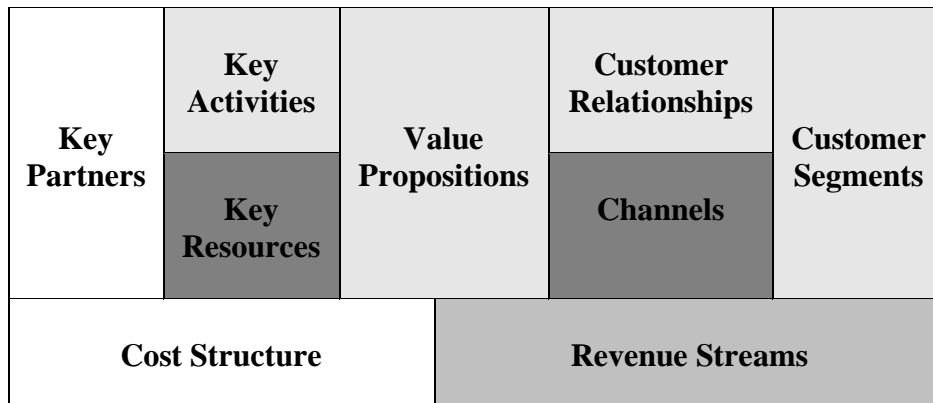 Key
Partners
Key
Activities
Key
Resources
Value
Propositions
Customer
Relationships
Channels
Customer
Segments
Cost Structure
Revenue Streams